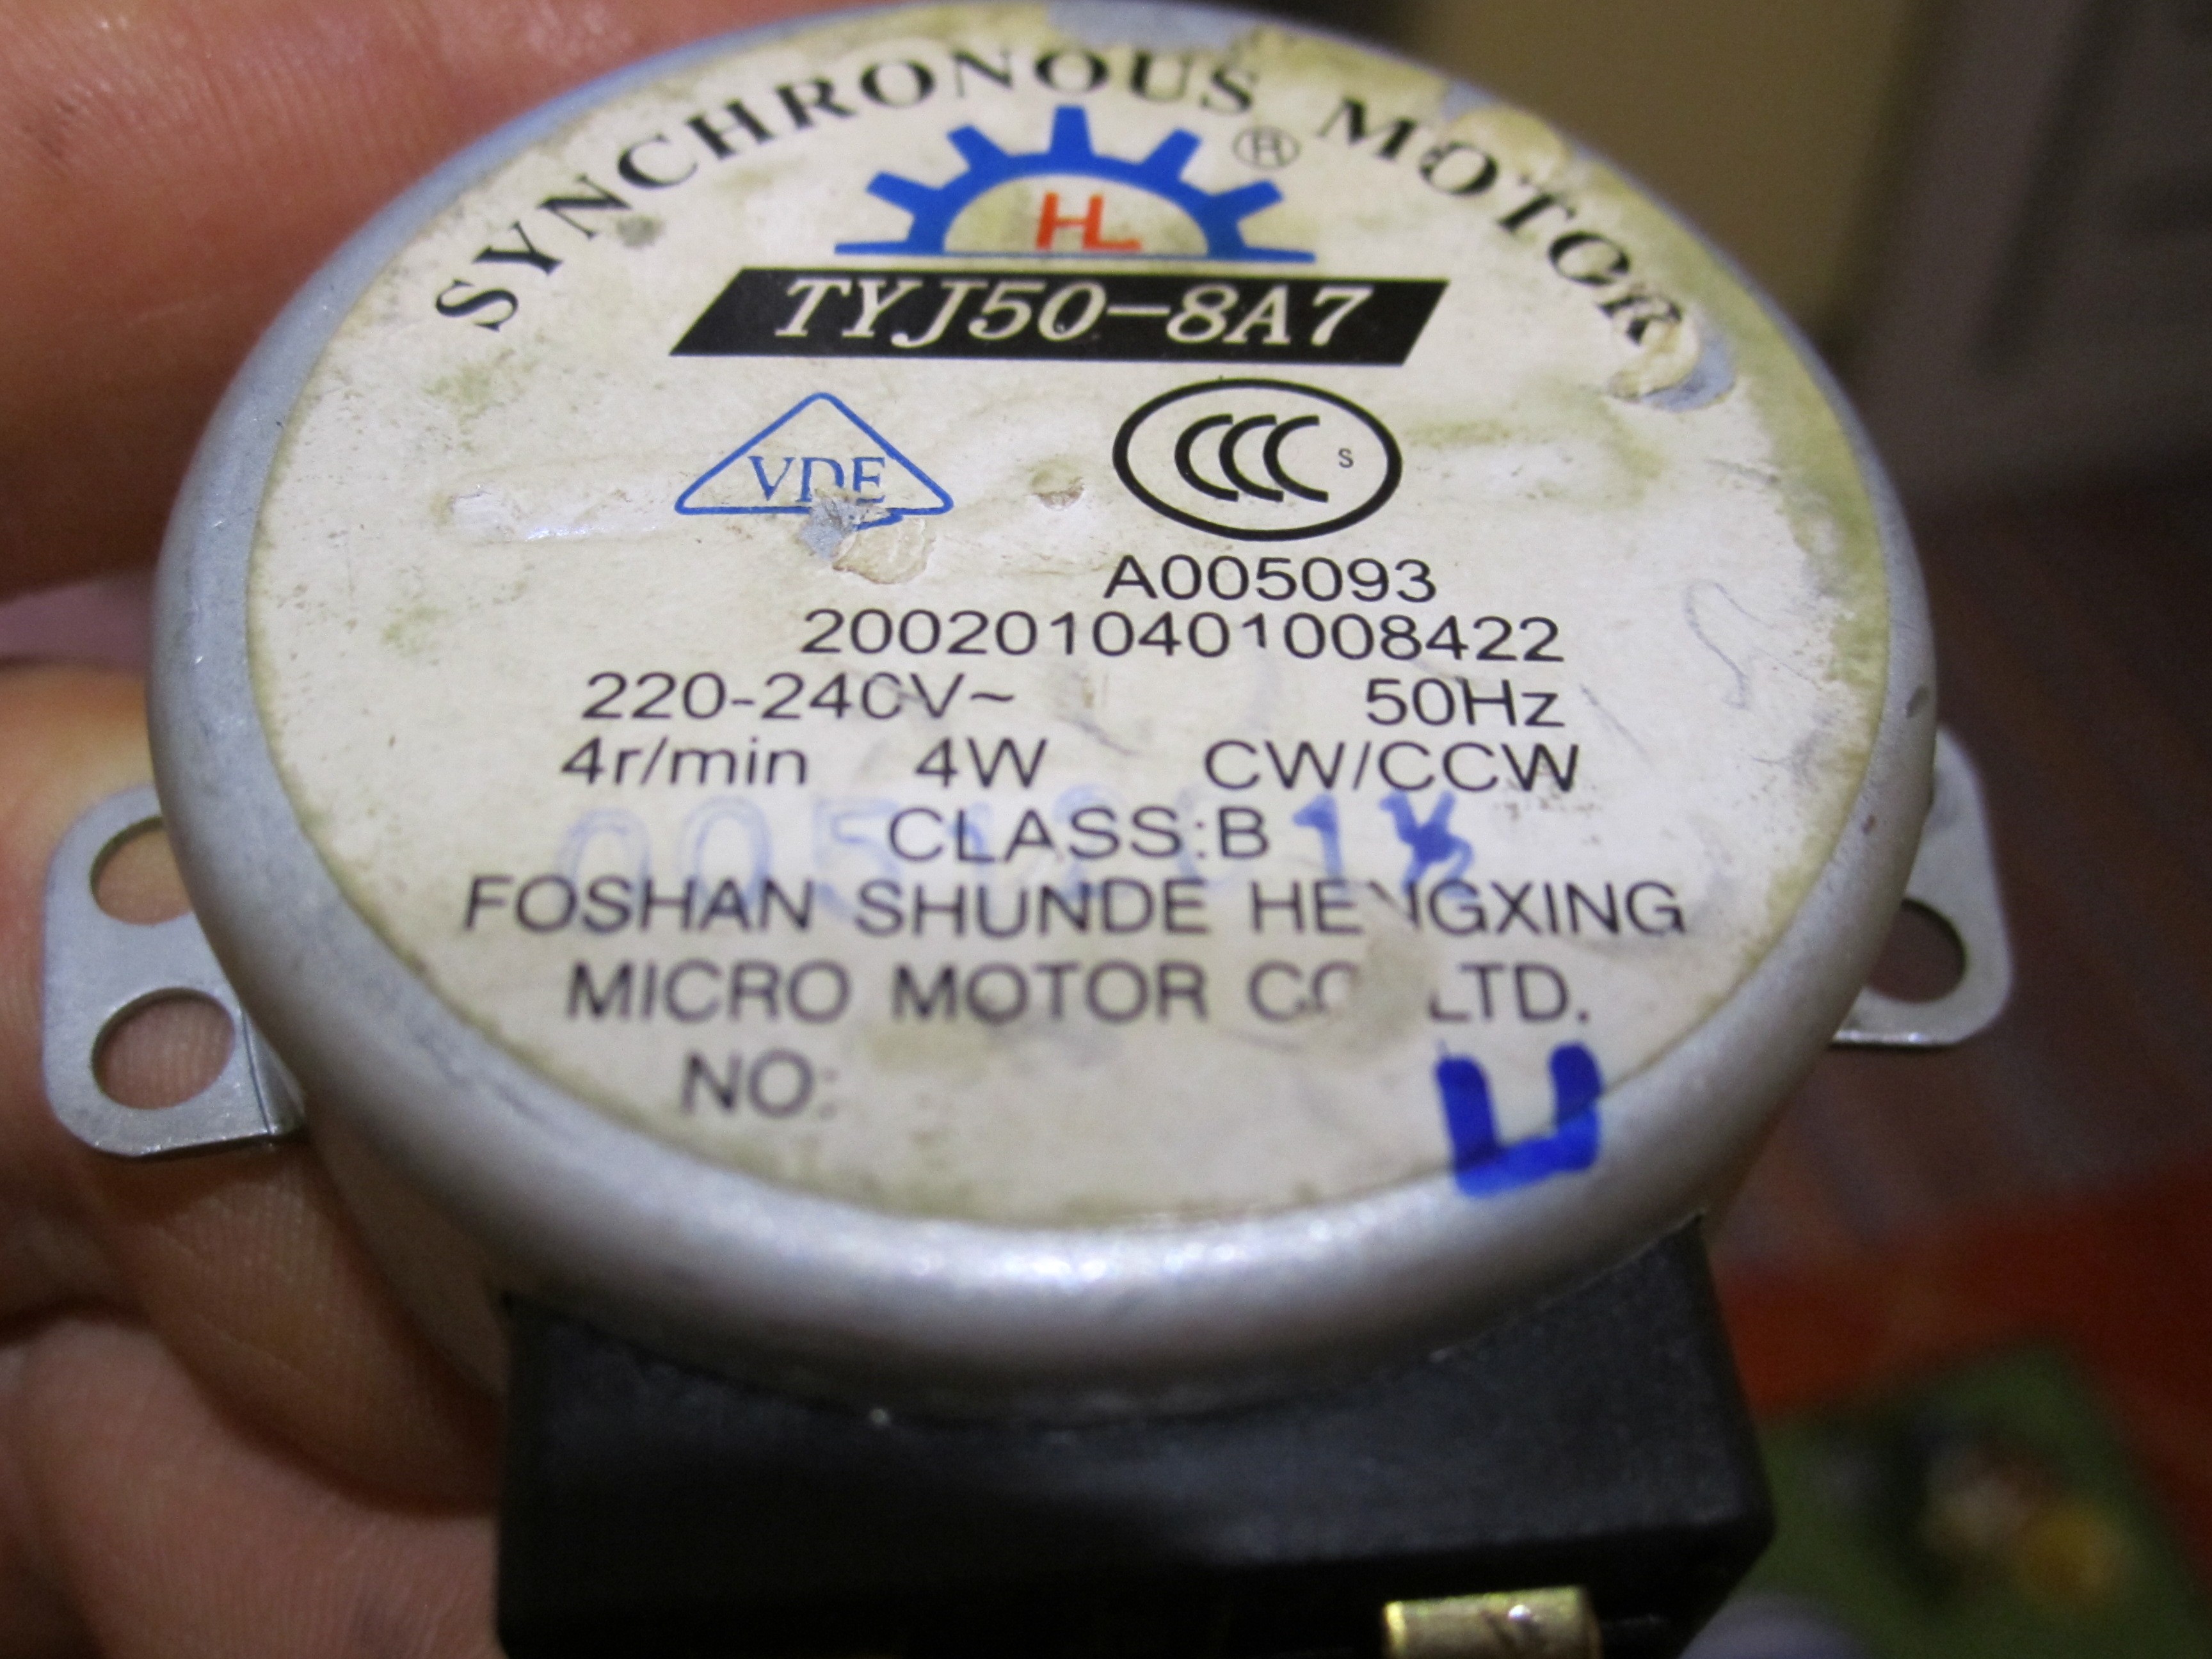 SYNCHRONOUS MOTOR
®
HL
TYJ50-8A7
VDE
CCC S
A005093
2002010401008422
220-240V~ 50Hz
4r/min 4W CW/CCW
CLASS:B
FOSHAN SHUNDE HENGXING
MICRO MOTOR CO LTD.
NO: